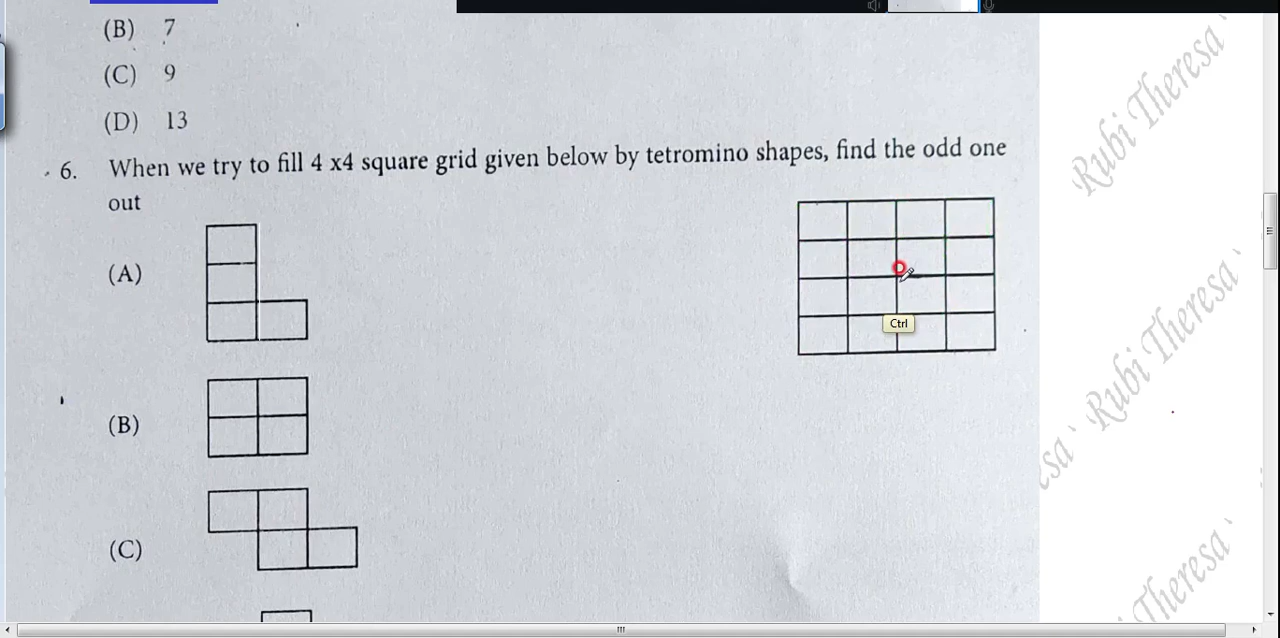 (B) 7
(C) 9
(D) 13
6. When we try to fill 4 x4 square grid given below by tetromino shapes, find the odd one
out
(A)
(B)
(C)
Ctrl
Rubi Theresa `
esa ` Rubi Theresa `
Theresa `